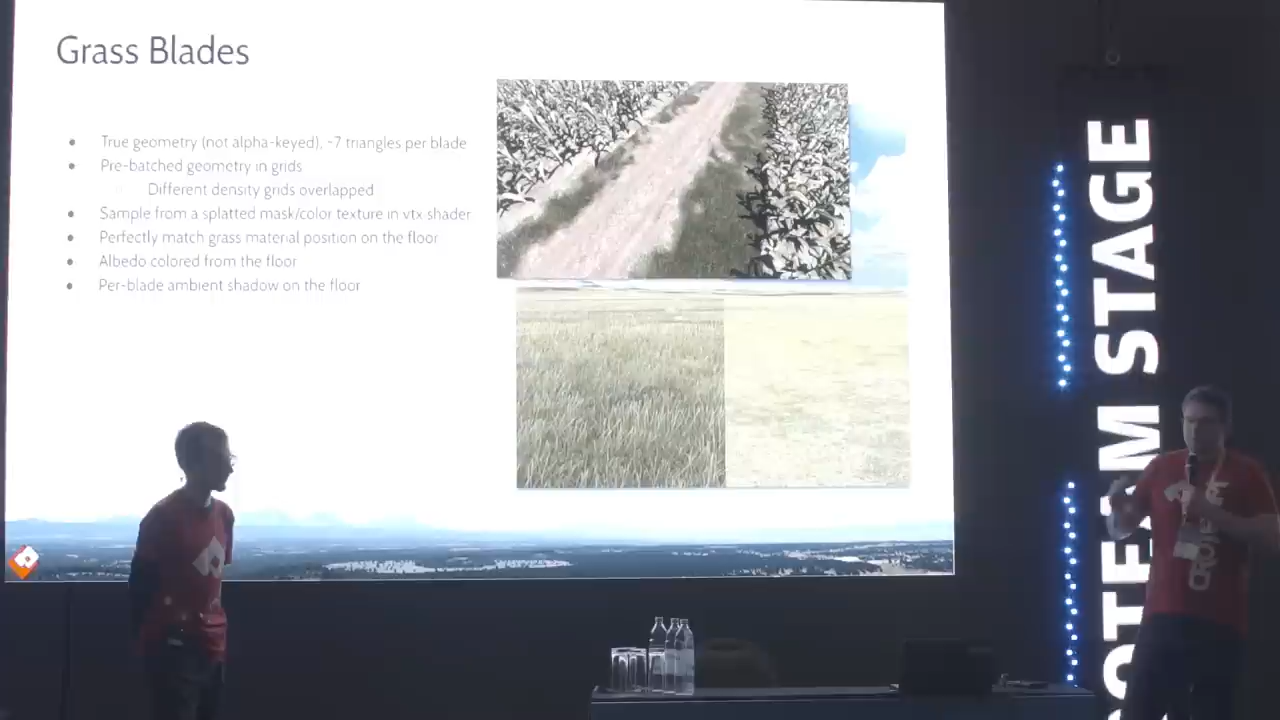 Grass Blades
True geometry (not alpha-keyed), ~7 triangles per blade
Pre-batched geometry in grids
Different density grids overlapped
Sample from a splatted mask/color texture in vtx shader
Perfectly match grass material position on the floor
Albedo colored from the floor
Per-blade ambient shadow on the floor
OTEAM STAGE